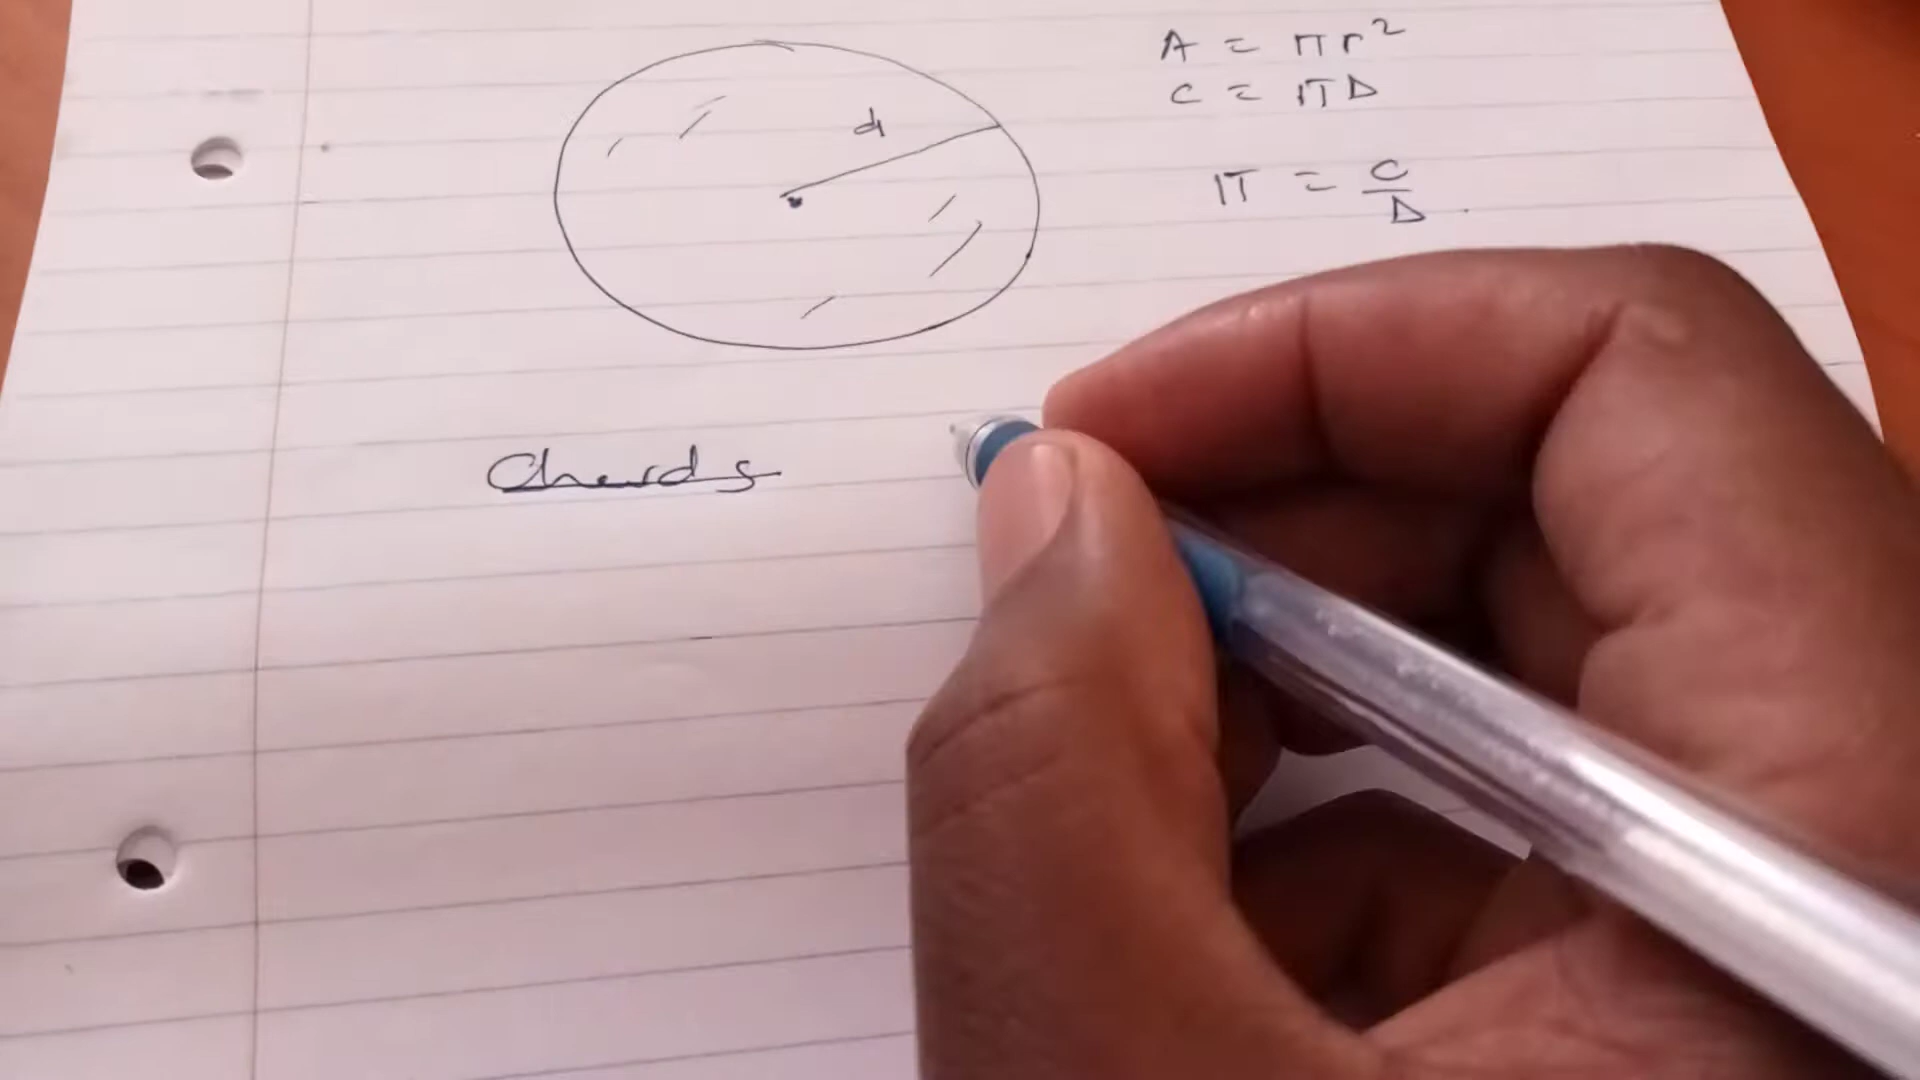 A = πr²
C = πD
d
π = C/D
Chords